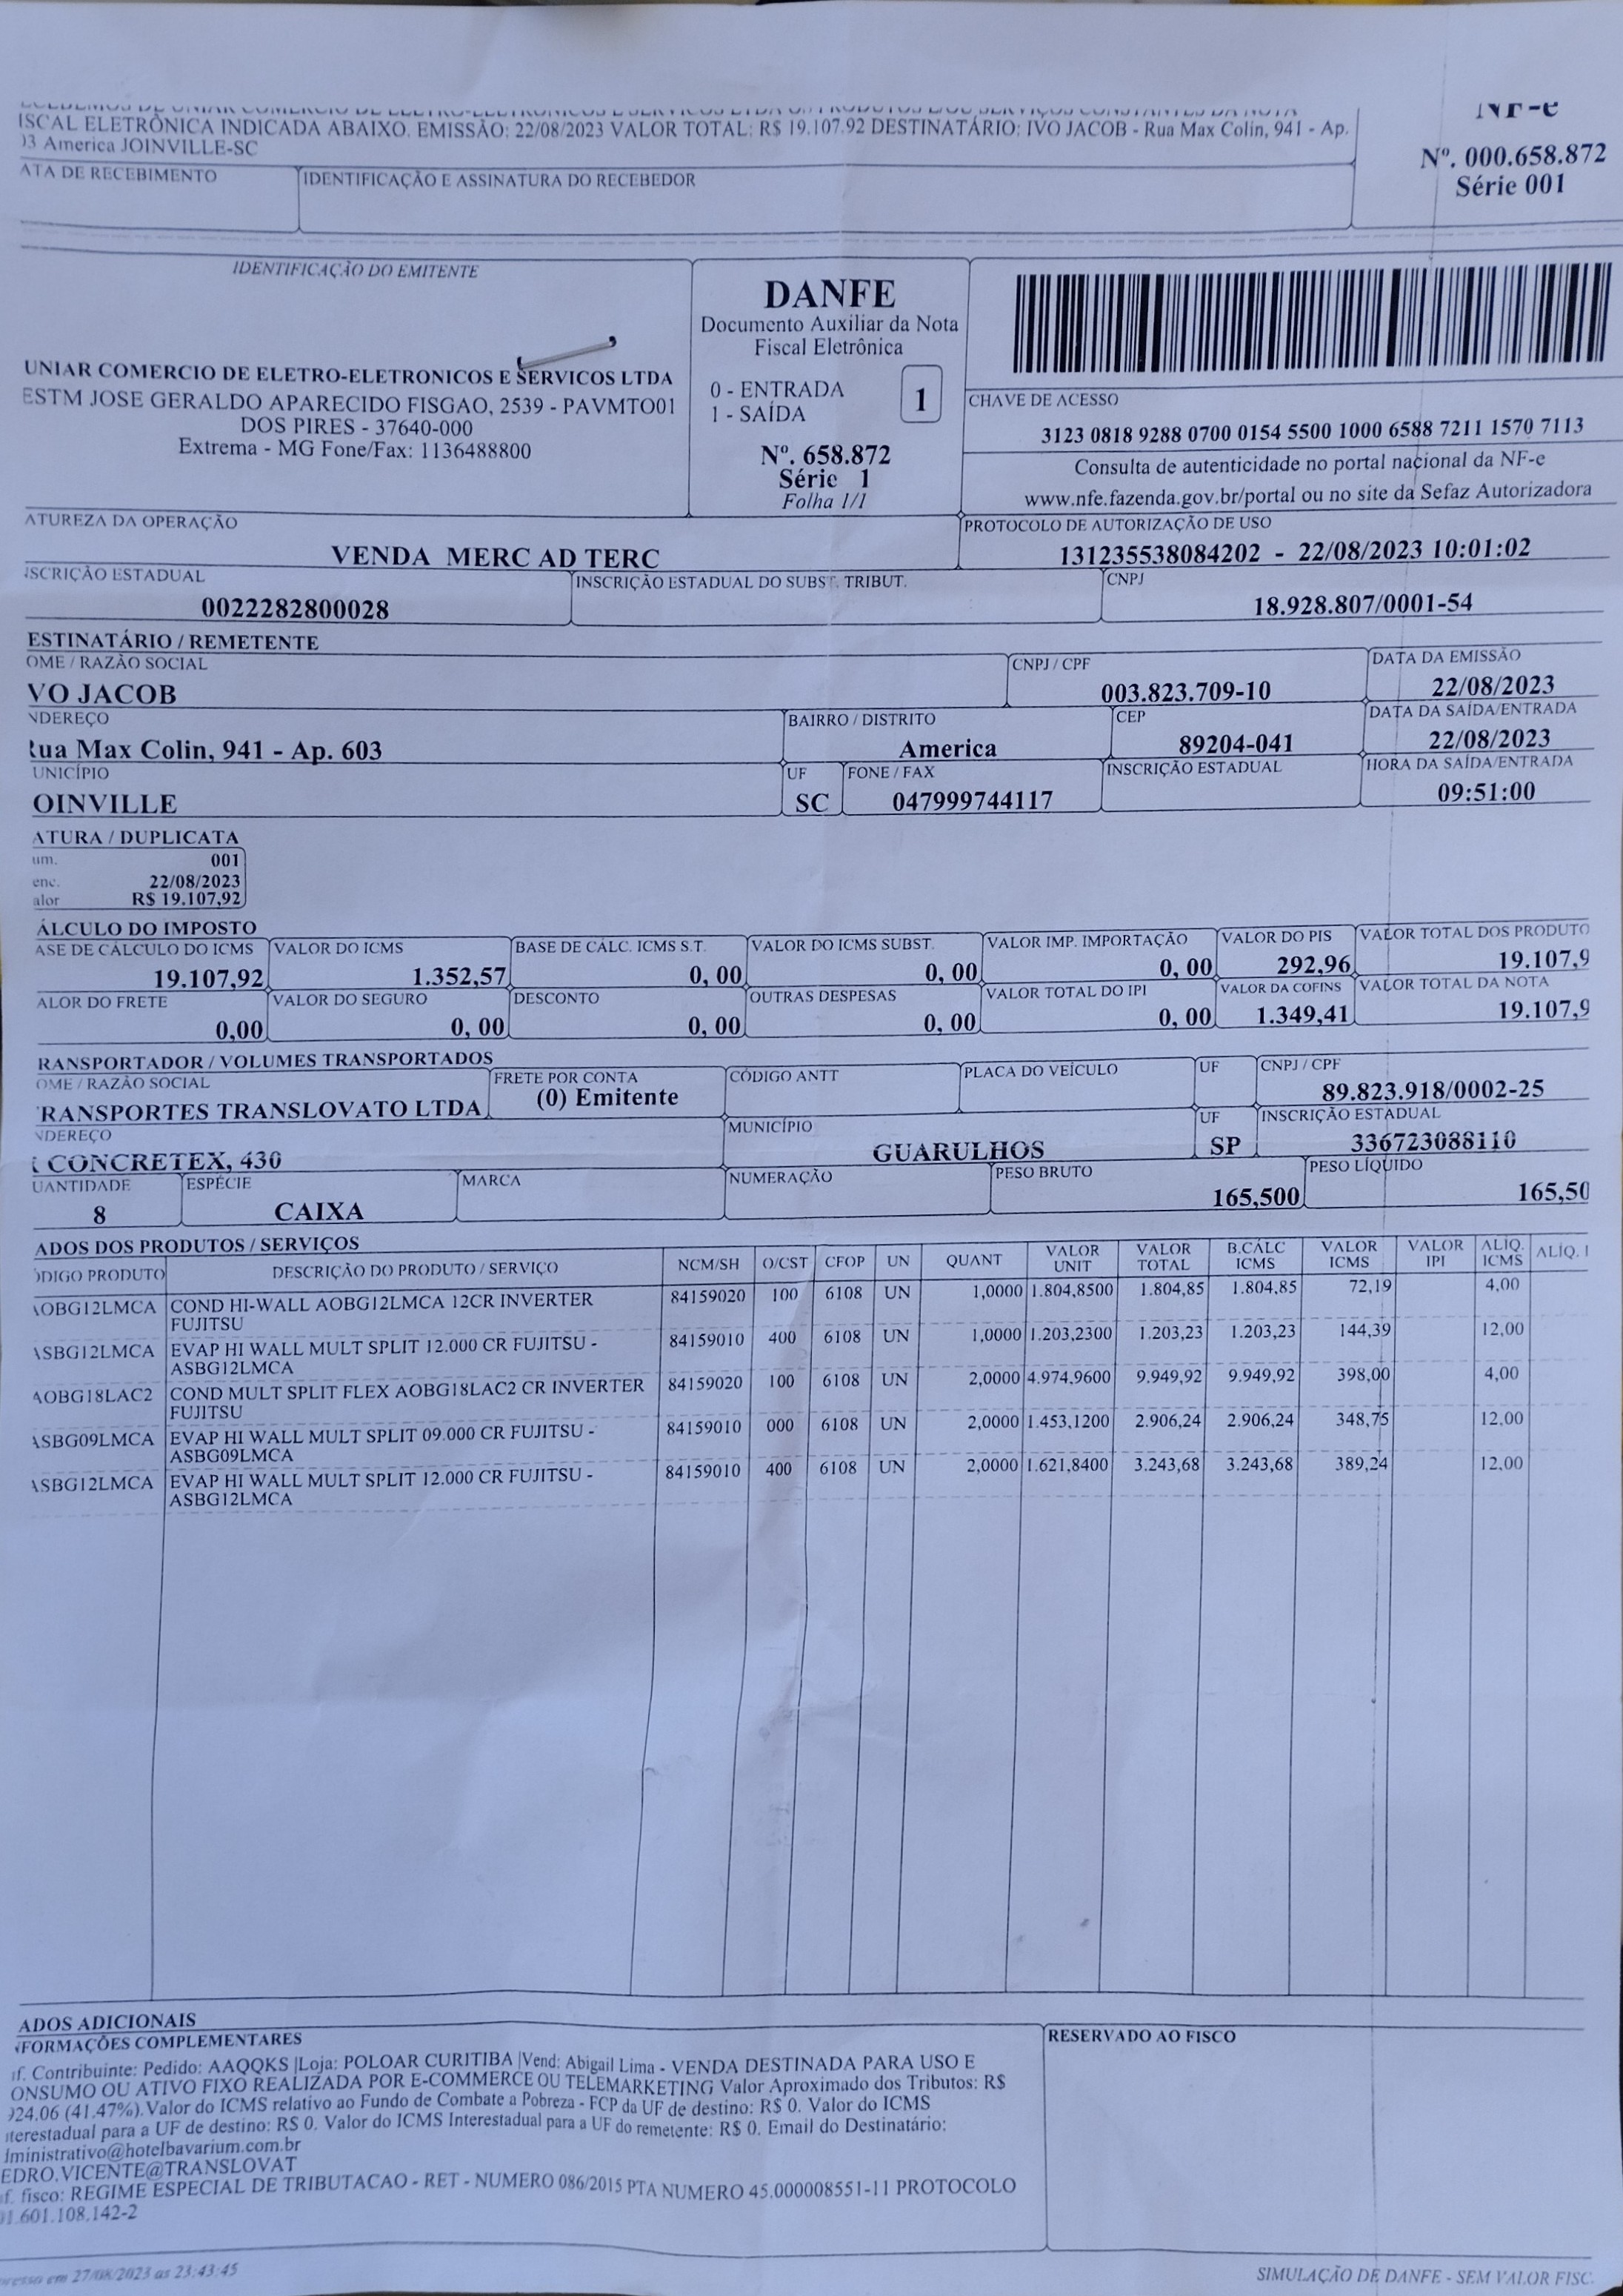 ISCAL ELETRÔNICA INDICADA ABAIXO. EMISSÃO: 22/08/2023 VALOR TOTAL: R$ 19.107.92 DESTINATÁRIO: IVO JACOB - Rua Max Colin, 941 - Ap.
03 America JOINVILLE-SC
NF-e
Nº. 000.658.872
Série 001
ATA DE RECEBIMENTO
IDENTIFICAÇÃO E ASSINATURA DO RECEBEDOR
IDENTIFICAÇÃO DO EMITENTE
UNIAR COMERCIO DE ELETRO-ELETRONICOS E SERVICOS LTDA
ESTM JOSE GERALDO APARECIDO FISGAO, 2539 - PAVMTO01
DOS PIRES - 37640-000
Extrema - MG Fone/Fax: 1136488800
DANFE
Documento Auxiliar da Nota
Fiscal Eletrônica
0 - ENTRADA
1 - SAÍDA
1
Nº. 658.872
Série 1
Folha 1/1
CHAVE DE ACESSO
3123 0818 9288 0700 0154 5500 1000 6588 7211 1570 7113
Consulta de autenticidade no portal nacional da NF-e
www.nfe.fazenda.gov.br/portal ou no site da Sefaz Autorizadora
ATUREZA DA OPERAÇÃO
VENDA MERC AD TERC
PROTOCOLO DE AUTORIZAÇÃO DE USO
131235538084202 - 22/08/2023 10:01:02
NSCRIÇÃO ESTADUAL
0022282800028
INSCRIÇÃO ESTADUAL DO SUBST. TRIBUT.
CNPJ
18.928.807/0001-54
ESTINATÁRIO / REMETENTE
OME / RAZÃO SOCIAL
VO JACOB
CNPJ / CPF
003.823.709-10
DATA DA EMISSÃO
22/08/2023
NDEREÇO
Rua Max Colin, 941 - Ap. 603
BAIRRO / DISTRITO
America
CEP
89204-041
DATA DA SAÍDA/ENTRADA
22/08/2023
UNICÍPIO
OINVILLE
UF
SC
FONE / FAX
047999744117
INSCRIÇÃO ESTADUAL
HORA DA SAÍDA/ENTRADA
09:51:00
ATURA / DUPLICATA
um. 001
enc. 22/08/2023
alor R$ 19.107,92
ÁLCULO DO IMPOSTO
ASE DE CÁLCULO DO ICMS
19.107,92
VALOR DO ICMS
1.352,57
BASE DE CÁLC. ICMS S.T.
0, 00
VALOR DO ICMS SUBST.
0, 00
VALOR IMP. IMPORTAÇÃO
0, 00
VALOR DO PIS
292,96
VALOR TOTAL DOS PRODUTO
19.107,9
ALOR DO FRETE
0,00
VALOR DO SEGURO
0, 00
DESCONTO
0, 00
OUTRAS DESPESAS
0, 00
VALOR TOTAL DO IPI
0, 00
VALOR DA COFINS
1.349,41
VALOR TOTAL DA NOTA
19.107,9
RANSPORTADOR / VOLUMES TRANSPORTADOS
OME / RAZÃO SOCIAL
RANSPORTES TRANSLOVATO LTDA
FRETE POR CONTA
(0) Emitente
CÓDIGO ANTT
PLACA DO VEÍCULO
UF
CNPJ / CPF
89.823.918/0002-25
NDEREÇO
CONCRETEX, 430
MUNICÍPIO
GUARULHOS
UF
SP
INSCRIÇÃO ESTADUAL
336723088110
UANTIDADE
8
ESPÉCIE
CAIXA
MARCA
NUMERAÇÃO
PESO BRUTO
165,500
PESO LÍQUIDO
165,50
ADOS DOS PRODUTOS / SERVIÇOS
ÓDIGO PRODUTO DESCRIÇÃO DO PRODUTO / SERVIÇO NCM/SH O/CST CFOP UN QUANT VALOR UNIT VALOR TOTAL B.CÁLC ICMS VALOR ICMS VALOR IPI ALÍQ. ICMS ALÍQ. I
AOBG12LMCA COND HI-WALL AOBG12LMCA 12CR INVERTER 84159020 100 6108 UN 1,0000 1.804,8500 1.804,85 1.804,85 72,19 4,00
FUJITSU
ASBG12LMCA EVAP HI WALL MULT SPLIT 12.000 CR FUJITSU - 84159010 400 6108 UN 1,0000 1.203,2300 1.203,23 1.203,23 144,39 12,00
ASBG12LMCA
AOBG18LAC2 COND MULT SPLIT FLEX AOBG18LAC2 CR INVERTER 84159020 100 6108 UN 2,0000 4.974,9600 9.949,92 9.949,92 398,00 4,00
FUJITSU
ASBG09LMCA EVAP HI WALL MULT SPLIT 09.000 CR FUJITSU - 84159010 000 6108 UN 2,0000 1.453,1200 2.906,24 2.906,24 348,75 12,00
ASBG09LMCA
ASBG12LMCA EVAP HI WALL MULT SPLIT 12.000 CR FUJITSU - 84159010 400 6108 UN 2,0000 1.621,8400 3.243,68 3.243,68 389,24 12,00
ASBG12LMCA
ADOS ADICIONAIS
NFORMAÇÕES COMPLEMENTARES
RESERVADO AO FISCO
nf. Contribuinte: Pedido: AAQQKS |Loja: POLOAR CURITIBA |Vend: Abigail Lima - VENDA DESTINADA PARA USO E
ONSUMO OU ATIVO FIXO REALIZADA POR E-COMMERCE OU TELEMARKETING Valor Aproximado dos Tributos: R$
924.06 (41.47%).Valor do ICMS relativo ao Fundo de Combate a Pobreza - FCP da UF de destino: R$ 0. Valor do ICMS
nterestadual para a UF de destino: R$ 0. Valor do ICMS Interestadual para a UF do remetente: R$ 0. Email do Destinatário:
dministrativo@hotelbavarium.com.br
EDRO.VICENTE@TRANSLOVAT
nf. fisco: REGIME ESPECIAL DE TRIBUTACAO - RET - NUMERO 086/2015 PTA NUMERO 45.000008551-11 PROTOCOLO
01.601.108.142-2
presso em 27/08/2023 as 23:43:45
SIMULAÇÃO DE DANFE - SEM VALOR FISC.